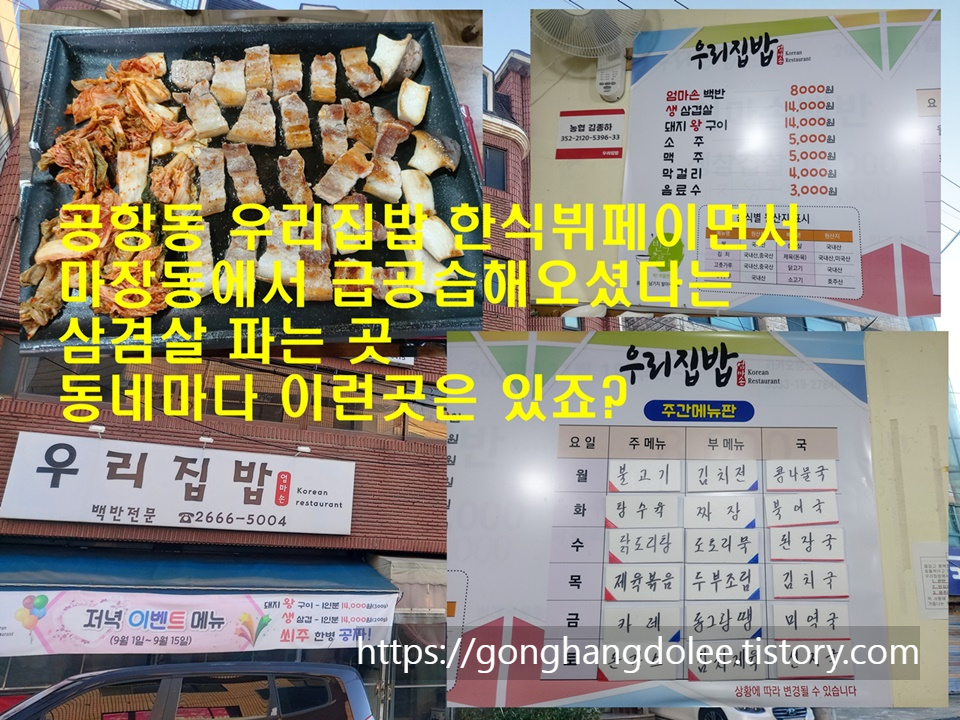 공항동 우리집밥 한식뷔페이면서
마장동에서 급공습해오셨다는
삼겹살 파는 곳
동네마다 이런곳은 있죠?
우리집밥 엄마손 Korean Restaurant
엄마손 백반 8000원
생 삼겹살 14,000원
돼지 왕 구이 14,000원
소 주 5,000원
맥 주 5,000원
막걸리 4,000원
음료수 3,000원
농협 김종하
352-2120-5396-33
우리집밥 엄마손 Korean Restaurant
주간메뉴판
요일 주메뉴 부메뉴 국
월 불고기 김치전 콩나물국
화 탕수육 짜장 북어국
수 닭도리탕 도토리묵 된장국
목 제육볶음 두부조림 김치국
금 카레 동그랑땡 미역국
토
상황에 따라 변경될 수 있습니다
우리집밥 엄마손 Korean restaurant
백반전문 ☎2666-5004
저녁 이벤트 메뉴
(9월 1일~9월 15일)
돼지 왕 구이 - 1인분 14,000원
생 삼겹 - 1인분 14,000원
쐬주 한병 공짜!
https://gonghangdolee.tistory.com